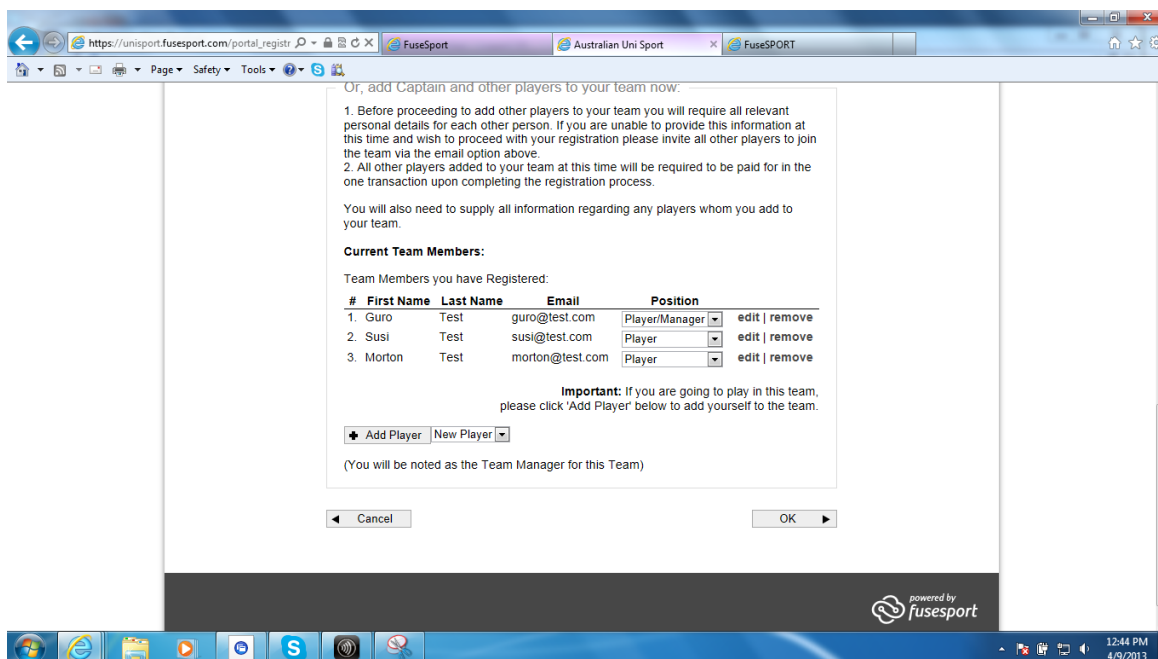 https://unisport.fusesport.com/portal_registr
FuseSport
Australian Uni Sport
FuseSPORT
Page Safety Tools
Or, add Captain and other players to your team now:
1. Before proceeding to add other players to your team you will require all relevant
personal details for each other person. If you are unable to provide this information at
this time and wish to proceed with your registration please invite all other players to join
the team via the email option above.
2. All other players added to your team at this time will be required to be paid for in the
one transaction upon completing the registration process.
You will also need to supply all information regarding any players whom you add to
your team.
Current Team Members:
Team Members you have Registered:
# First Name Last Name Email Position
1. Guro Test guro@test.com Player/Manager edit | remove
2. Susi Test susi@test.com Player edit | remove
3. Morton Test morton@test.com Player edit | remove
Important: If you are going to play in this team,
please click 'Add Player' below to add yourself to the team.
Add Player New Player
(You will be noted as the Team Manager for this Team)
Cancel OK
powered by
fusesport
12:44 PM
4/9/2013